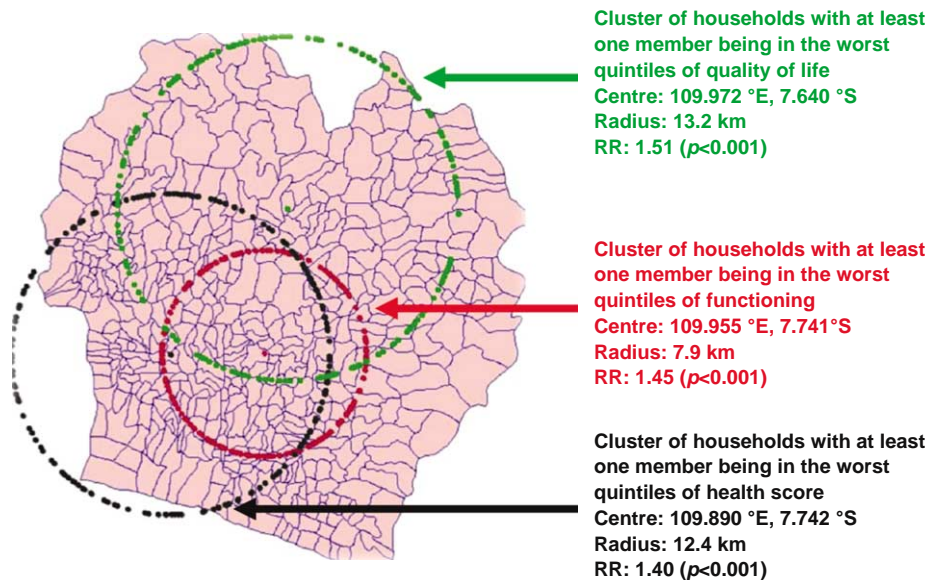 Cluster of households with at least
one member being in the worst
quintiles of quality of life
Centre: 109.972 °E, 7.640 °S
Radius: 13.2 km
RR: 1.51 (p<0.001)
Cluster of households with at least
one member being in the worst
quintiles of functioning
Centre: 109.955 °E, 7.741°S
Radius: 7.9 km
RR: 1.45 (p<0.001)
Cluster of households with at least
one member being in the worst
quintiles of health score
Centre: 109.890 °E, 7.742 °S
Radius: 12.4 km
RR: 1.40 (p<0.001)